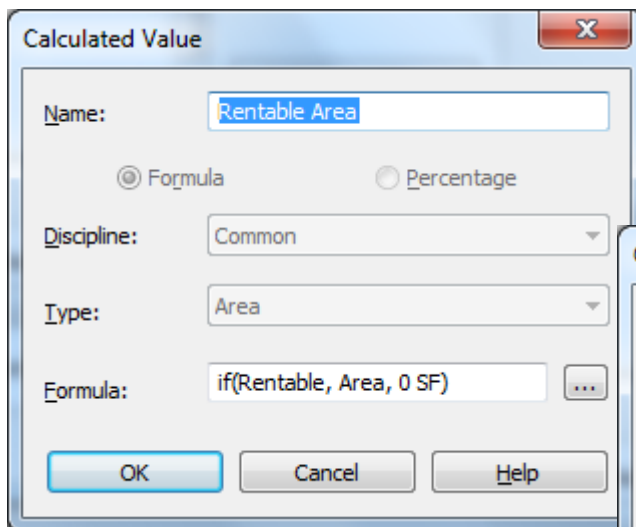 Calculated Value
Name: Rentable Area
Formula Percentage
Discipline: Common
Type: Area
Formula: if(Rentable, Area, 0 SF) ...
OK Cancel Help